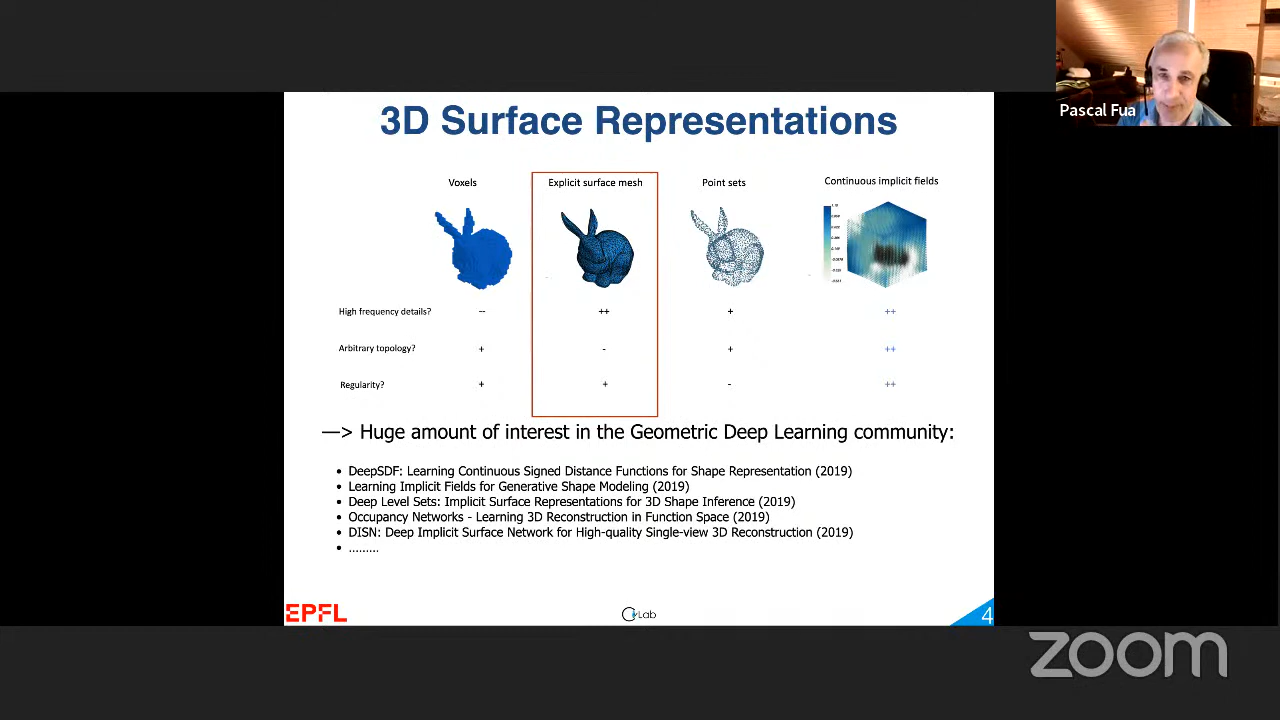 Pascal Fua
3D Surface Representations
Voxels Explicit surface mesh Point sets Continuous implicit fields
High frequency details? -- ++ + ++
Arbitrary topology? + - + ++
Regularity? + + - ++
—> Huge amount of interest in the Geometric Deep Learning community:
• DeepSDF: Learning Continuous Signed Distance Functions for Shape Representation (2019)
• Learning Implicit Fields for Generative Shape Modeling (2019)
• Deep Level Sets: Implicit Surface Representations for 3D Shape Inference (2019)
• Occupancy Networks - Learning 3D Reconstruction in Function Space (2019)
• DISN: Deep Implicit Surface Network for High-quality Single-view 3D Reconstruction (2019)
• .........
EPFL Lab 4
zoom